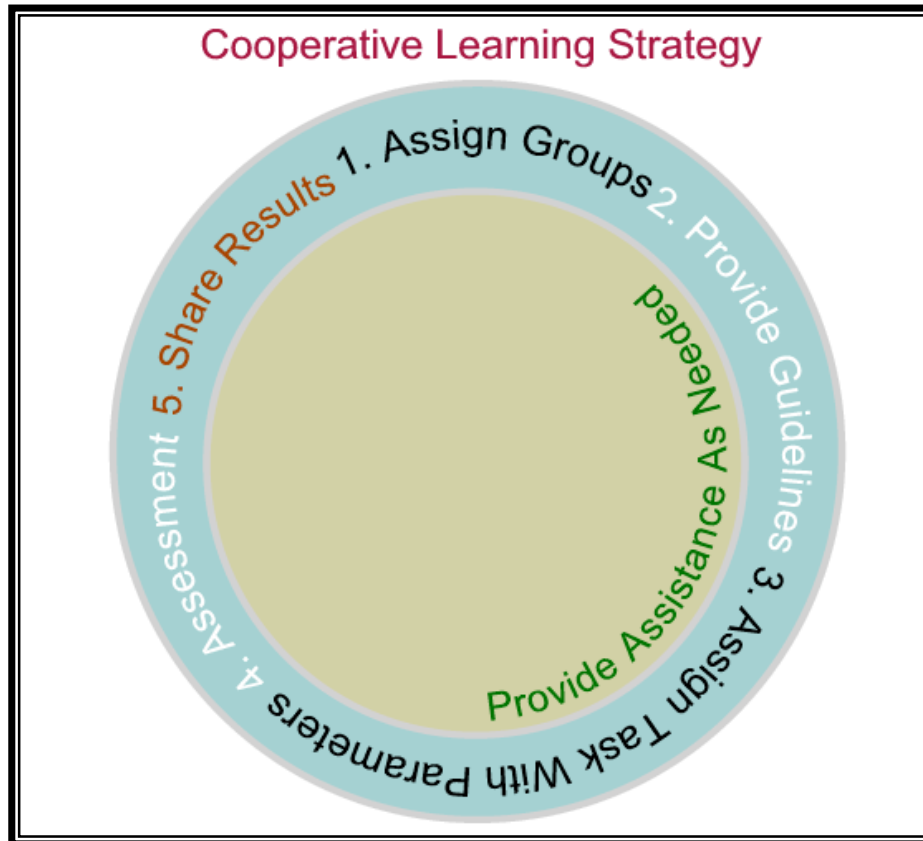 Cooperative Learning Strategy
1. Assign Groups
2. Provide Guidelines
3. Assign Task With Parameters
4. Assessment
5. Share Results
Provide Assistance As Needed